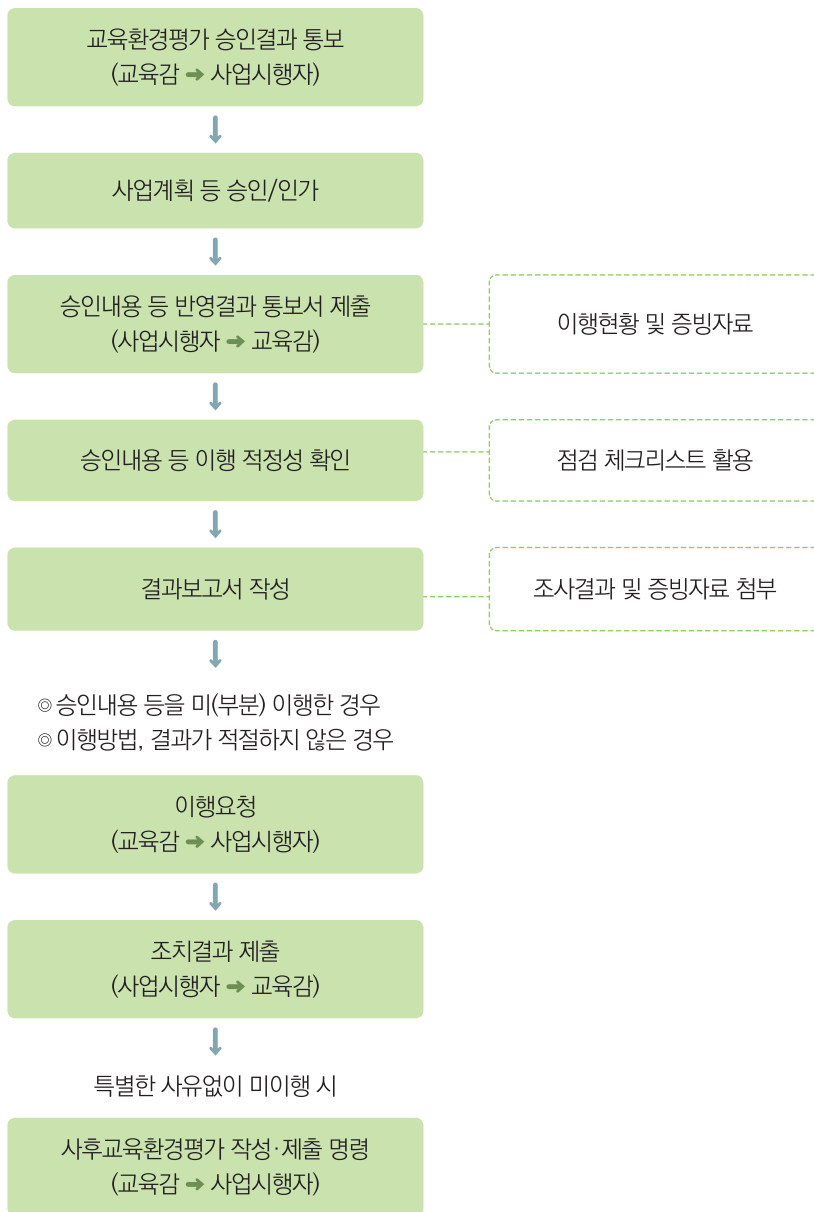 교육환경평가 승인결과 통보
(교육감 ➜ 사업시행자)
사업계획 등 승인/인가
승인내용 등 반영결과 통보서 제출
(사업시행자 ➜ 교육감)
이행현황 및 증빙자료
승인내용 등 이행 적정성 확인
점검 체크리스트 활용
결과보고서 작성
조사결과 및 증빙자료 첨부
◎ 승인내용 등을 미(부분) 이행한 경우
◎ 이행방법, 결과가 적절하지 않은 경우
이행요청
(교육감 ➜ 사업시행자)
조치결과 제출
(사업시행자 ➜ 교육감)
특별한 사유없이 미이행 시
사후교육환경평가 작성·제출 명령
(교육감 ➜ 사업시행자)